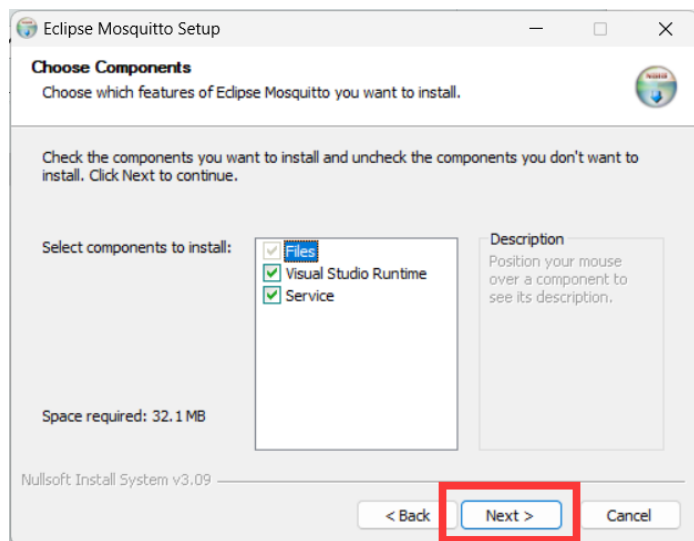 Eclipse Mosquitto Setup
Choose Components
Choose which features of Eclipse Mosquitto you want to install.
Check the components you want to install and uncheck the components you don't want to
install. Click Next to continue.
Select components to install:
Files
Visual Studio Runtime
Service
Description
Position your mouse
over a component to
see its description.
Space required: 32.1 MB
Nullsoft Install System v3.09
< Back
Next >
Cancel